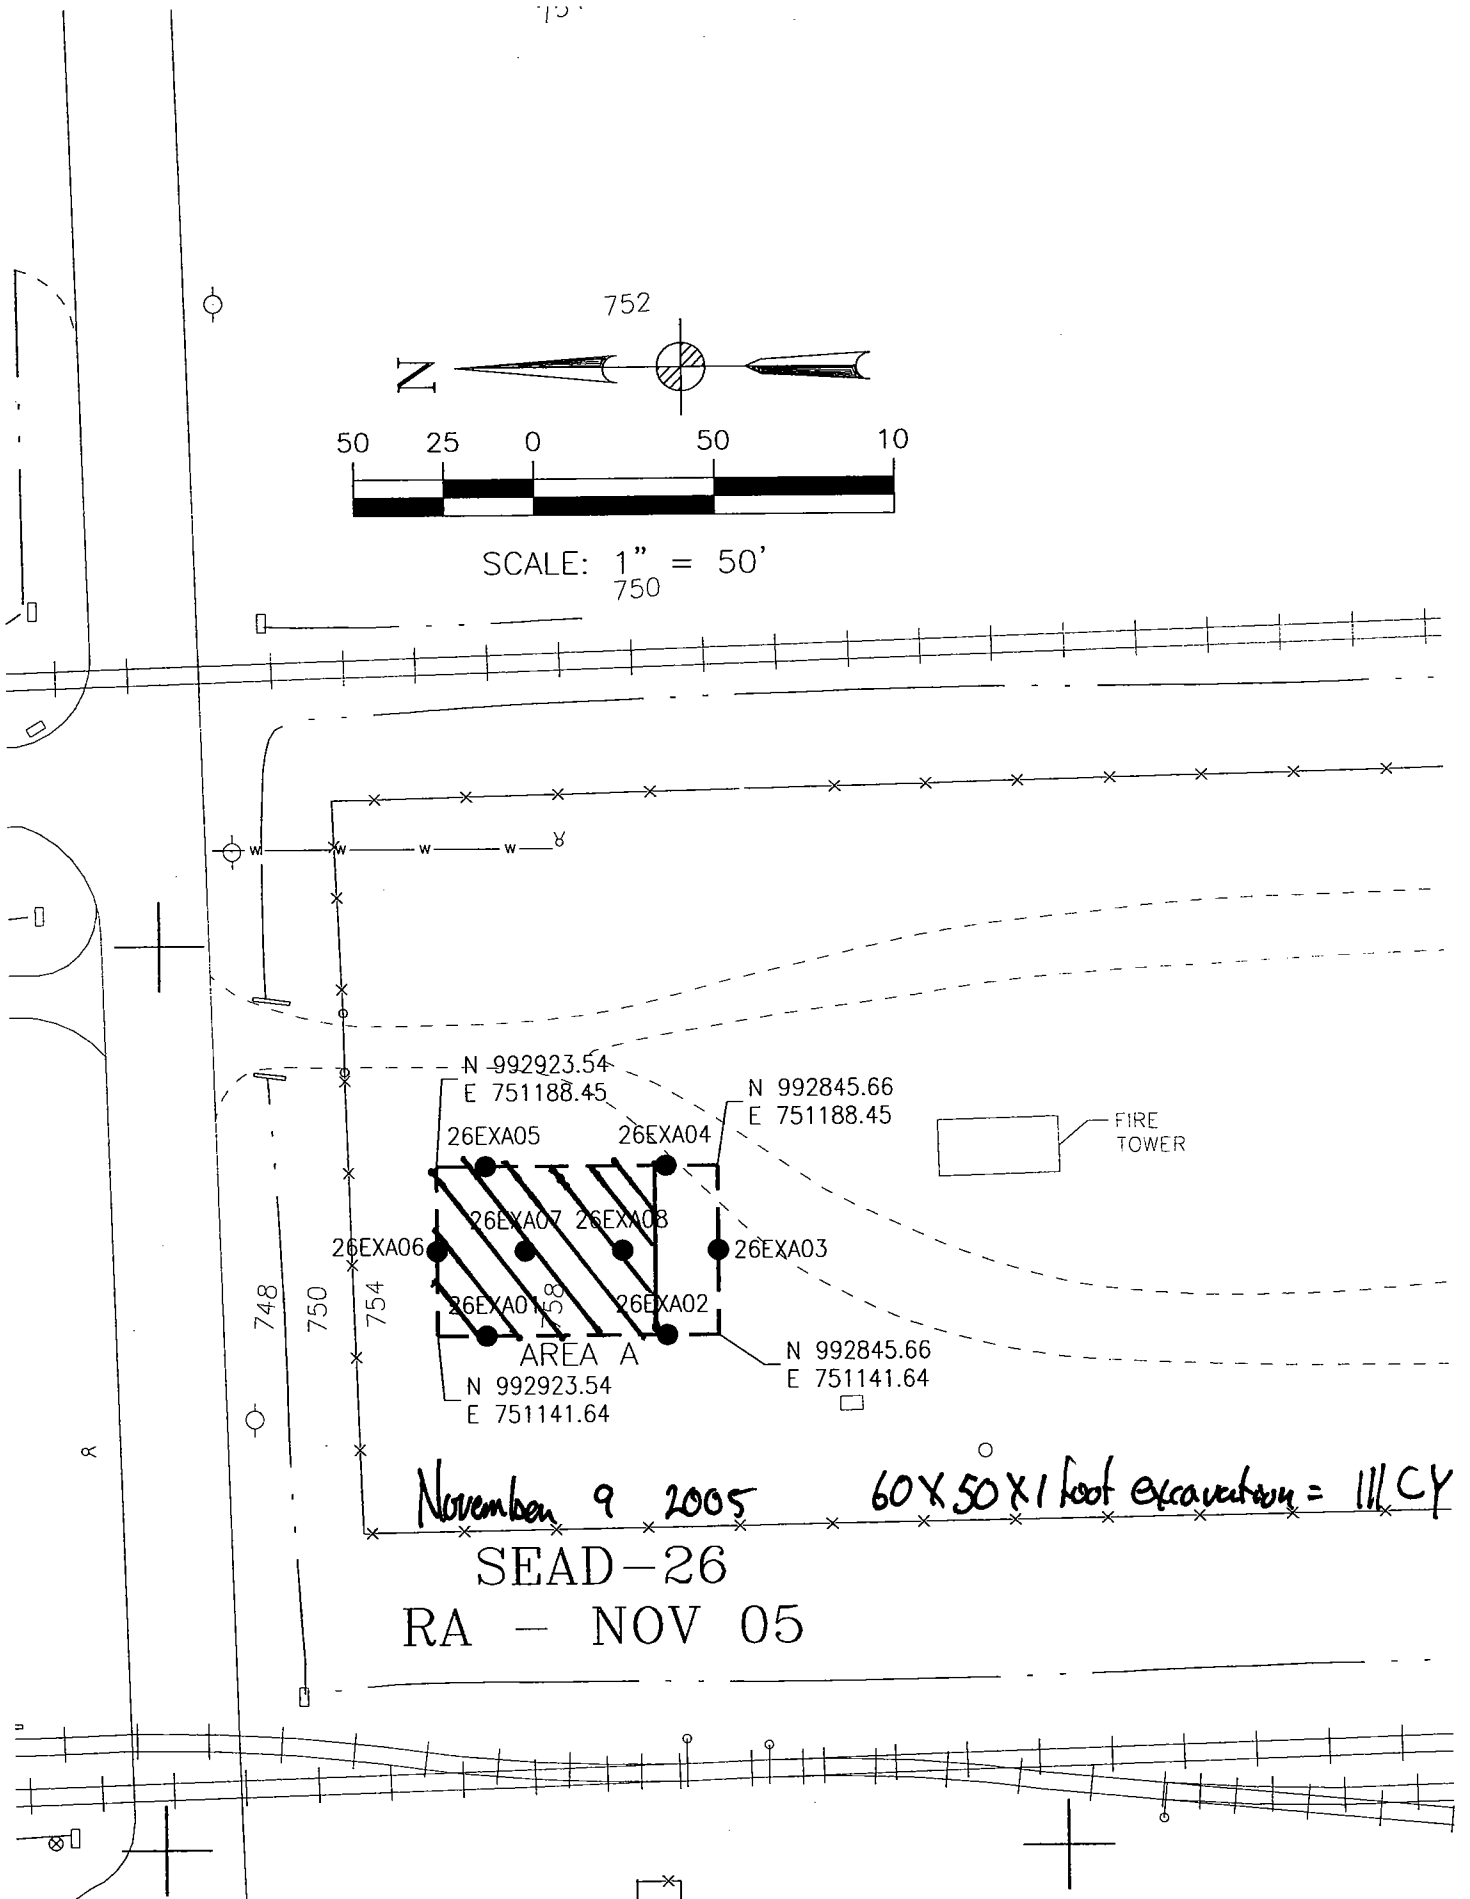 752
N
50 25 0 50 10
SCALE: 1" = 50'
750
W W W W
N 992923.54
E 751188.45
N 992845.66
E 751188.45
FIRE
TOWER
26EXA05
26EXA04
26EXA07
26EXA08
26EXA06
26EXA03
748
750
754
758
26EXA01
26EXA02
AREA A
N 992845.66
E 751141.64
N 992923.54
E 751141.64
November 9 2005
60 X 50 X 1 foot excavation = 111 CY
SEAD-26
RA - NOV 05